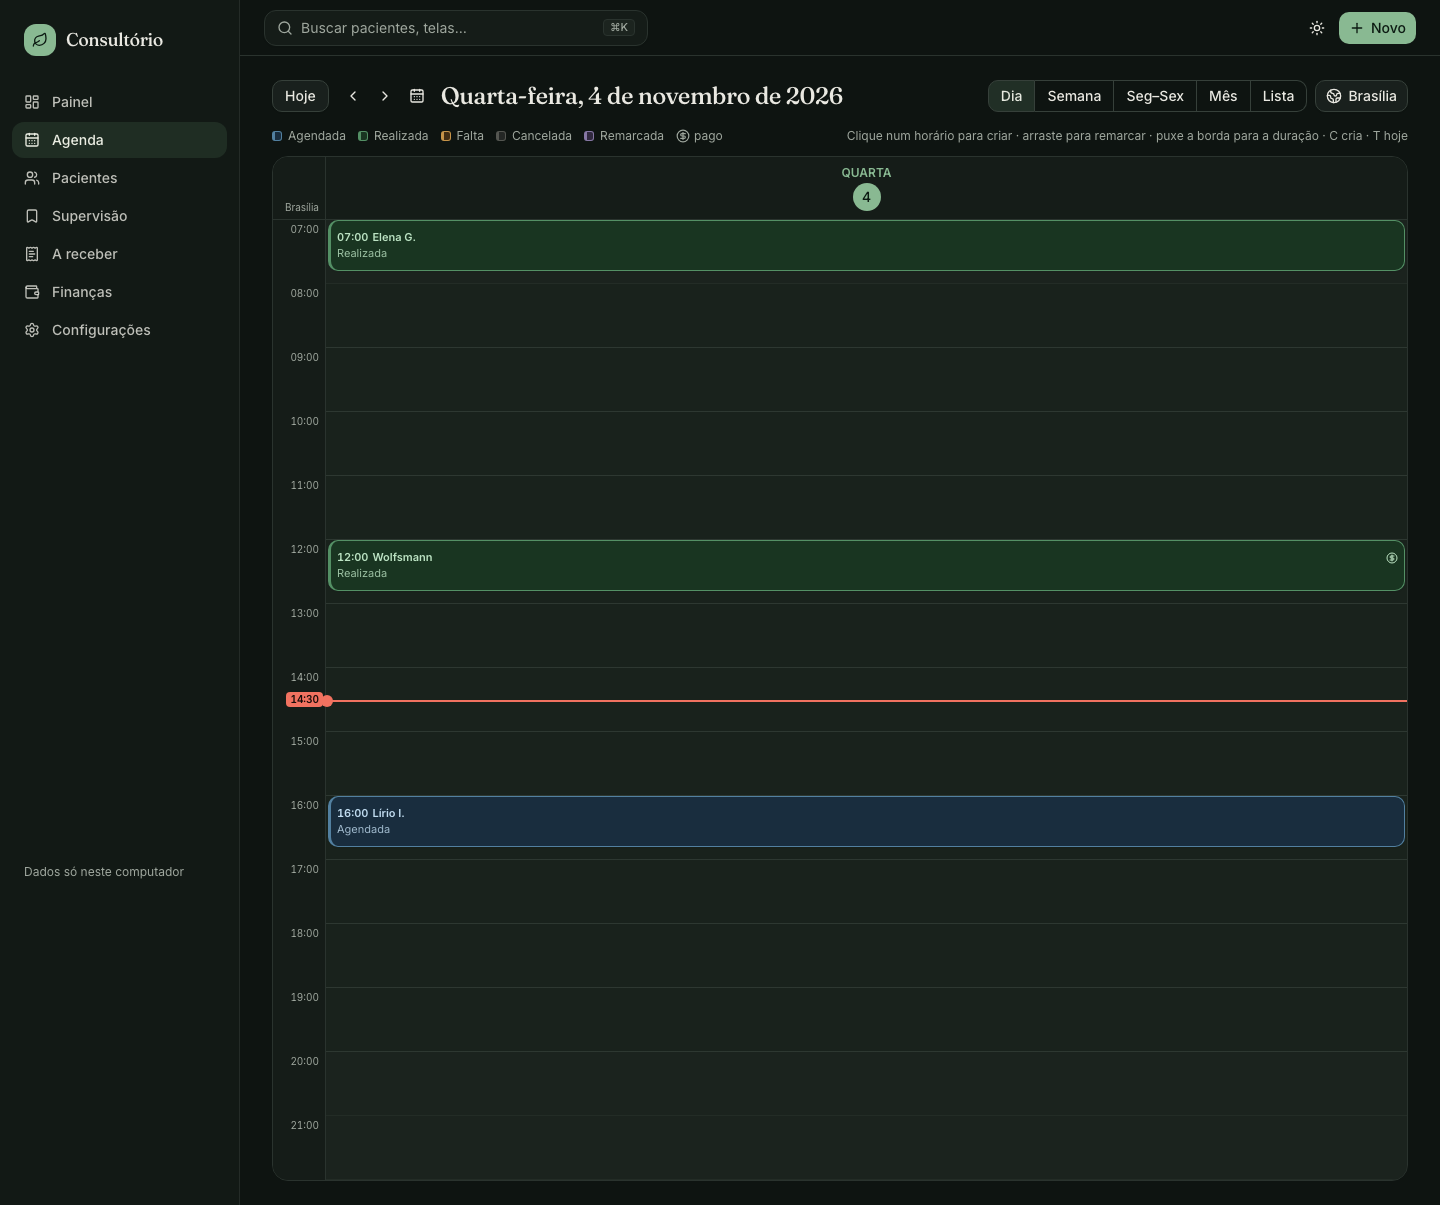 Consultório
Buscar pacientes, telas...
⌘K
Novo
Painel
Agenda
Pacientes
Supervisão
A receber
Finanças
Configurações
Dados só neste computador
Hoje
Quarta-feira, 4 de novembro de 2026
Dia Semana Seg–Sex Mês Lista
Brasília
Agendada Realizada Falta Cancelada Remarcada pago
Clique num horário para criar · arraste para remarcar · puxe a borda para a duração · C cria · T hoje
Brasília
QUARTA
4
07:00
07:00 Elena G.
Realizada
08:00
09:00
10:00
11:00
12:00
12:00 Wolfsmann
Realizada
13:00
14:00
14:30
15:00
16:00
16:00 Lírio I.
Agendada
17:00
18:00
19:00
20:00
21:00